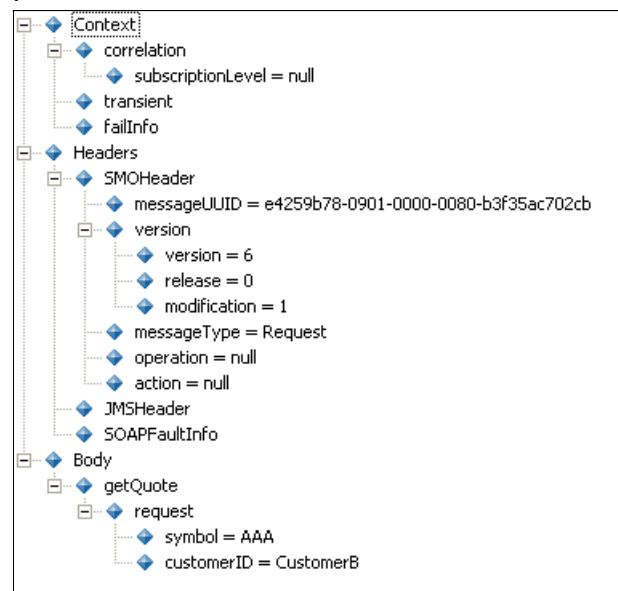 Context
correlation
subscriptionLevel = null
transient
failInfo
Headers
SMOHeader
messageUUID = e4259b78-0901-0000-0080-b3f35ac702cb
version
version = 6
release = 0
modification = 1
messageType = Request
operation = null
action = null
JMSHeader
SOAPFaultInfo
Body
getQuote
request
symbol = AAA
customerID = CustomerB